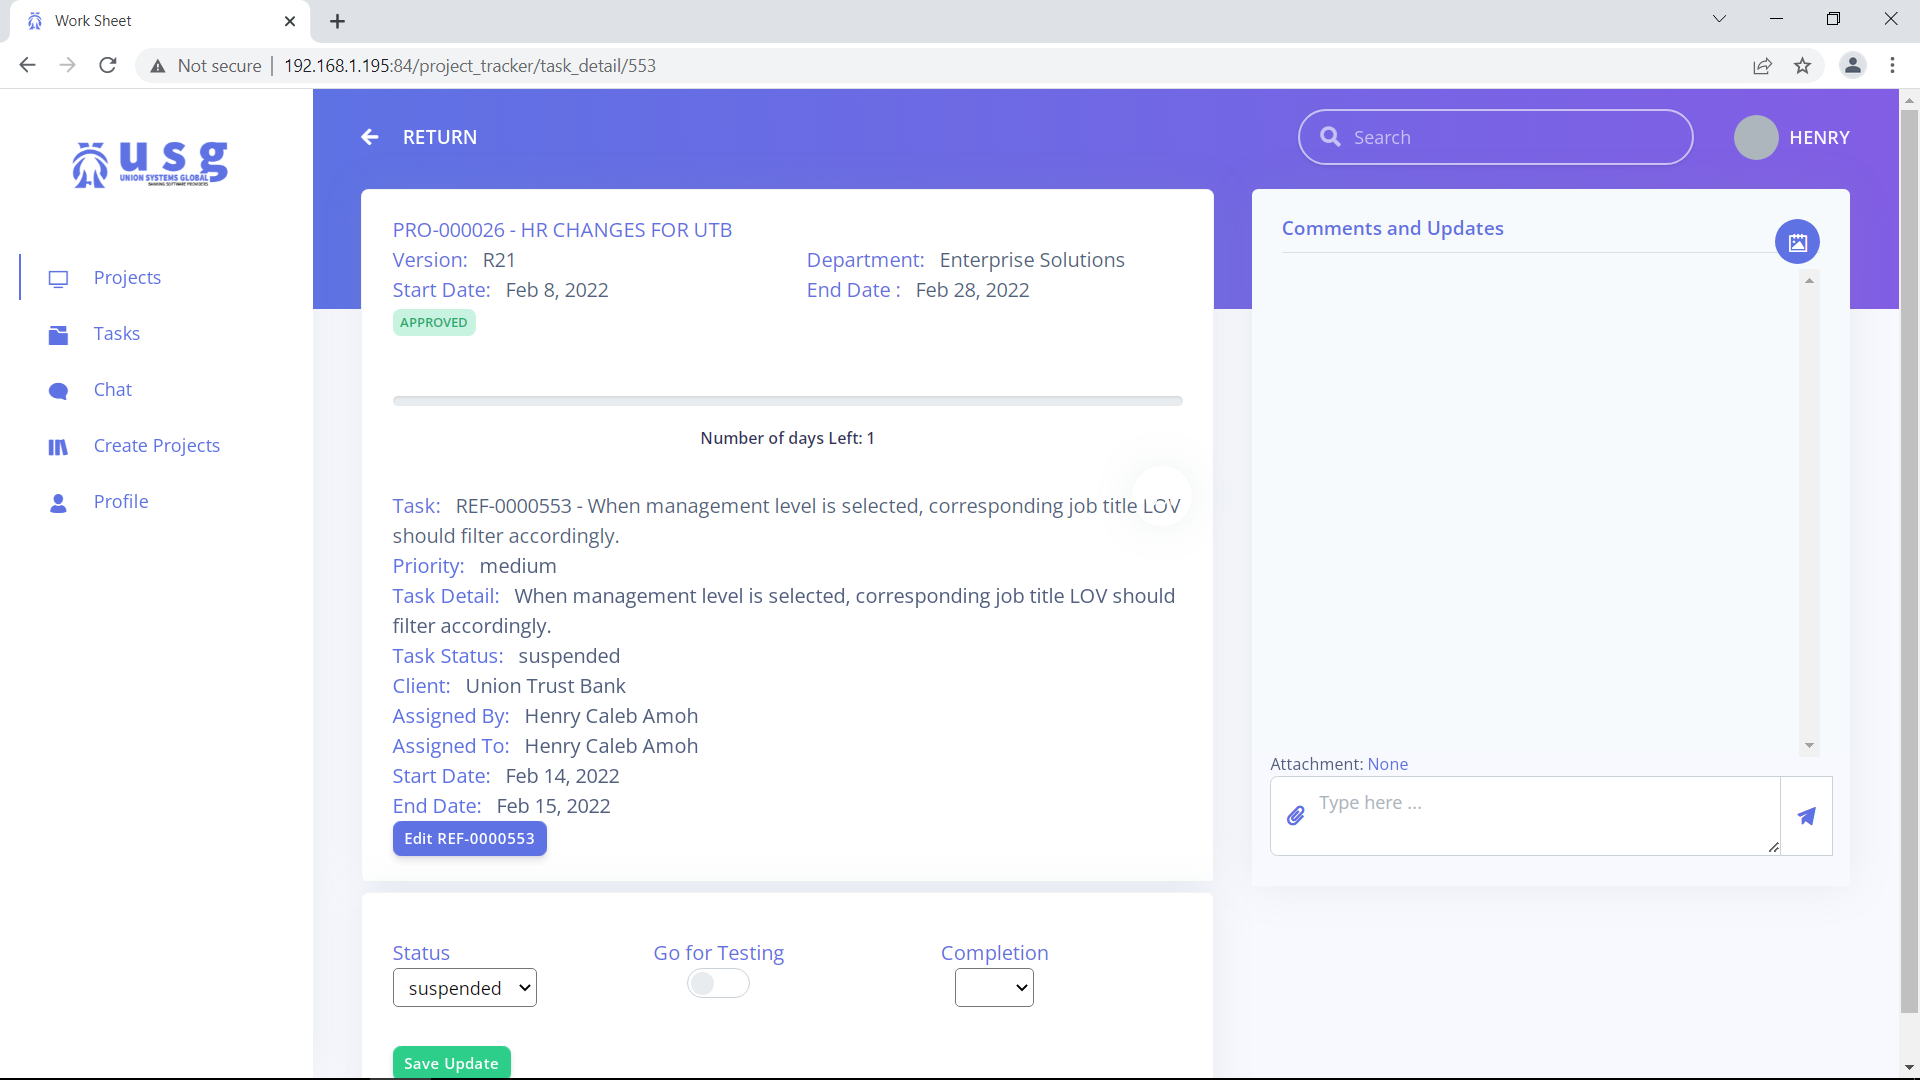 Work Sheet
Not secure
192.168.1.195:84/project_tracker/task_detail/553
usg
UNION SYSTEMS GLOBAL
BANKING SOFTWARE PROVIDERS
Projects
Tasks
Chat
Create Projects
Profile
RETURN
Search
HENRY
PRO-000026 - HR CHANGES FOR UTB
Version: R21
Department: Enterprise Solutions
Start Date: Feb 8, 2022
End Date : Feb 28, 2022
APPROVED
Number of days Left: 1
Task: REF-0000553 - When management level is selected, corresponding job title LOV
should filter accordingly.
Priority: medium
Task Detail: When management level is selected, corresponding job title LOV should
filter accordingly.
Task Status: suspended
Client: Union Trust Bank
Assigned By: Henry Caleb Amoh
Assigned To: Henry Caleb Amoh
Start Date: Feb 14, 2022
End Date: Feb 15, 2022
Edit REF-0000553
Status
Go for Testing
Completion
suspended
Save Update
Comments and Updates
Attachment: None
Type here ...